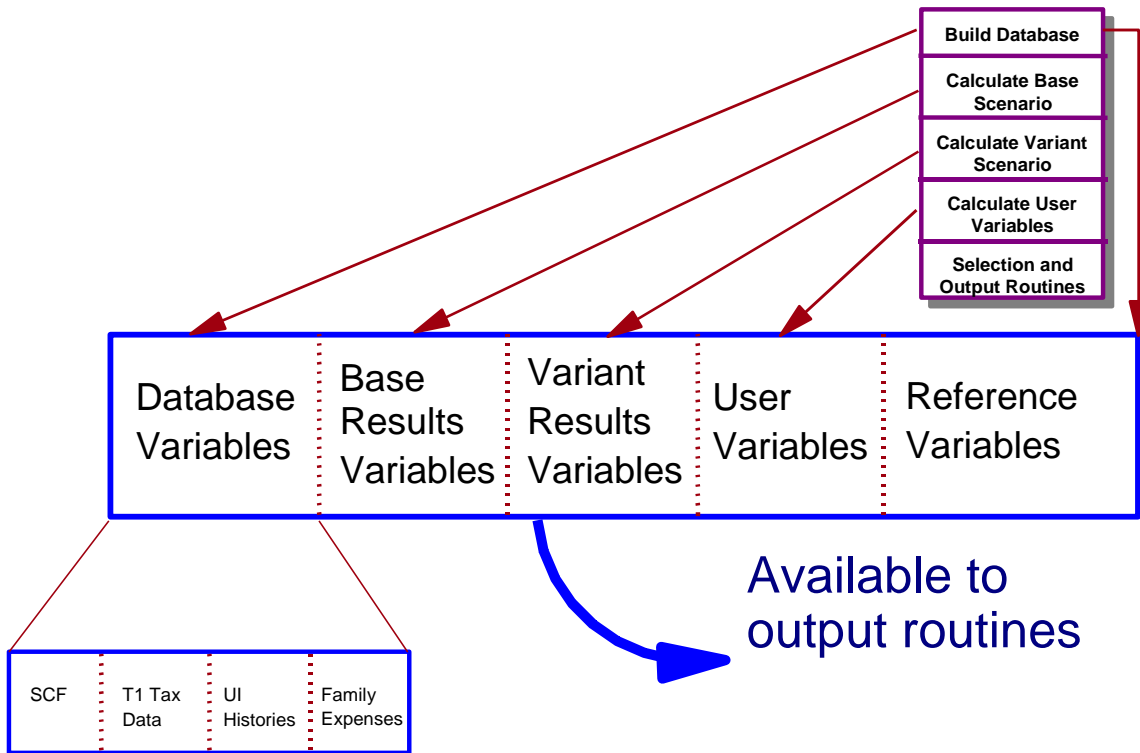 Build Database
Calculate Base
Scenario
Calculate Variant
Scenario
Calculate User
Variables
Selection and
Output Routines
Database
Variables
Base
Results
Variables
Variant
Results
Variables
User
Variables
Reference
Variables
Available to
output routines
SCF
T1 Tax
Data
UI
Histories
Family
Expenses